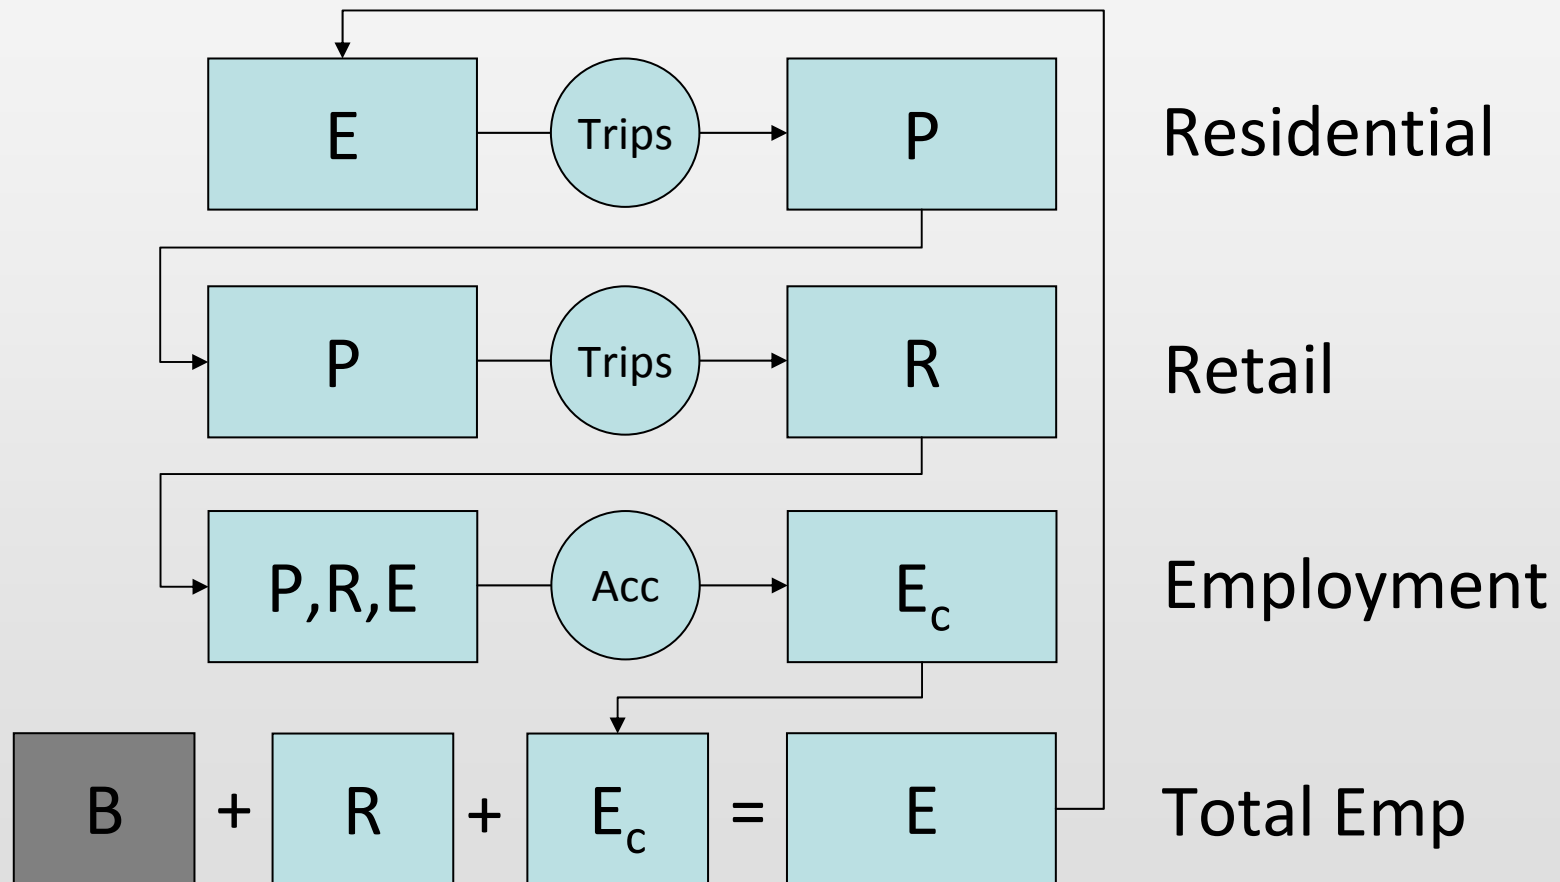 E Trips P Residential
P Trips R Retail
P,R,E Acc Ec Employment
B + R + Ec = E Total Emp